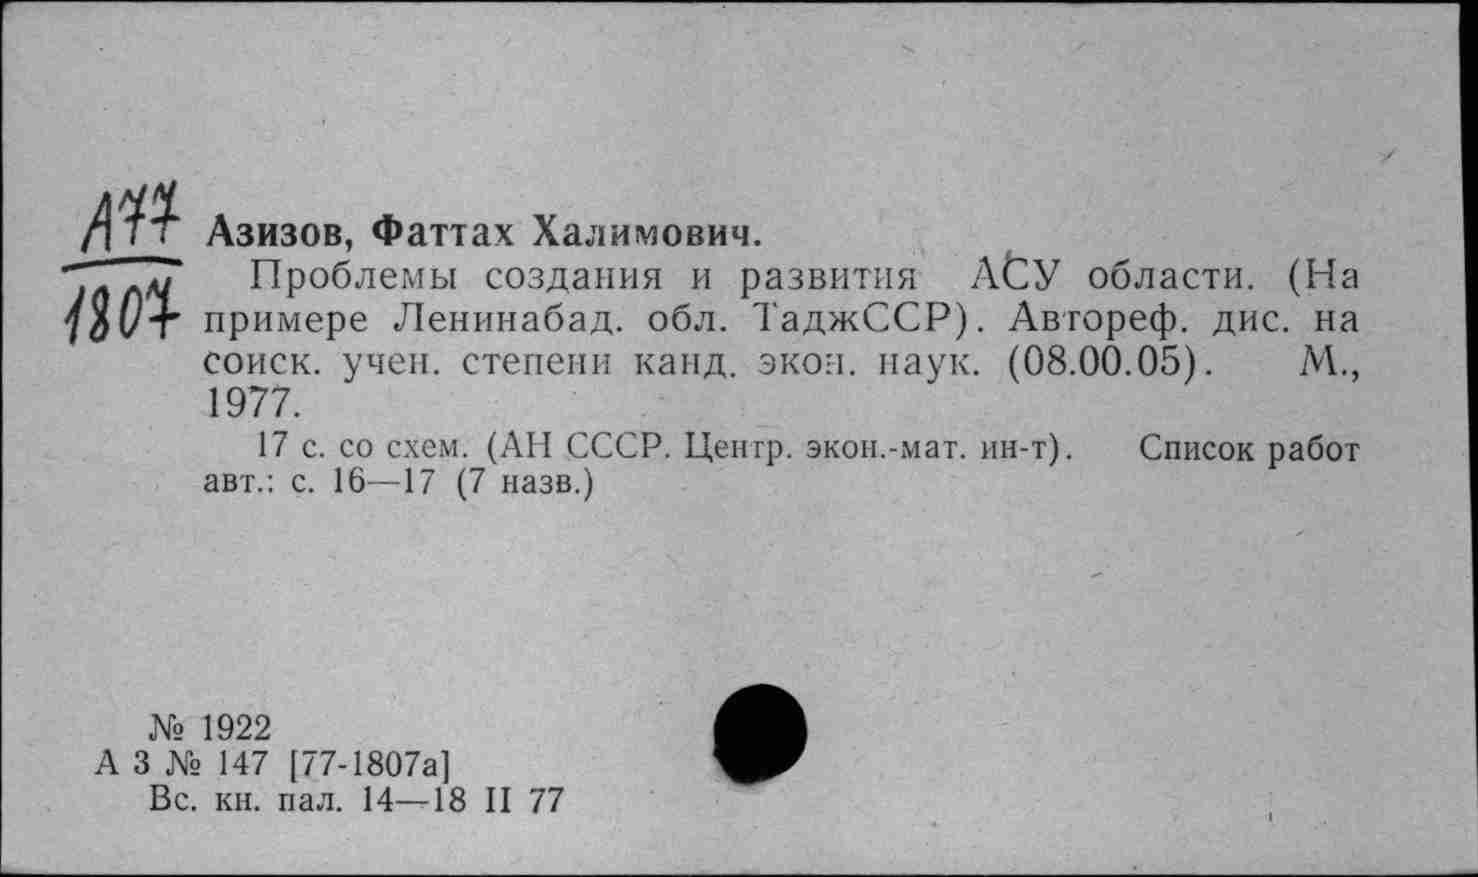 А77
1807
Азизов, Фаттах Халимович.
Проблемы создания и развития АСУ области. (На
примере Ленинабад. обл. ТаджССР). Автореф. дис. на
соиск. учен. степени канд. экон. наук. (08.00.05). М.,
1977.
17 с. со схем. (АН СССР. Центр. экон.-мат. ин-т). Список работ
авт.: с. 16—17 (7 назв.)
№ 1922
А З № 147 [77-1807а]
Вс. кн. пал. 14—18 II 77